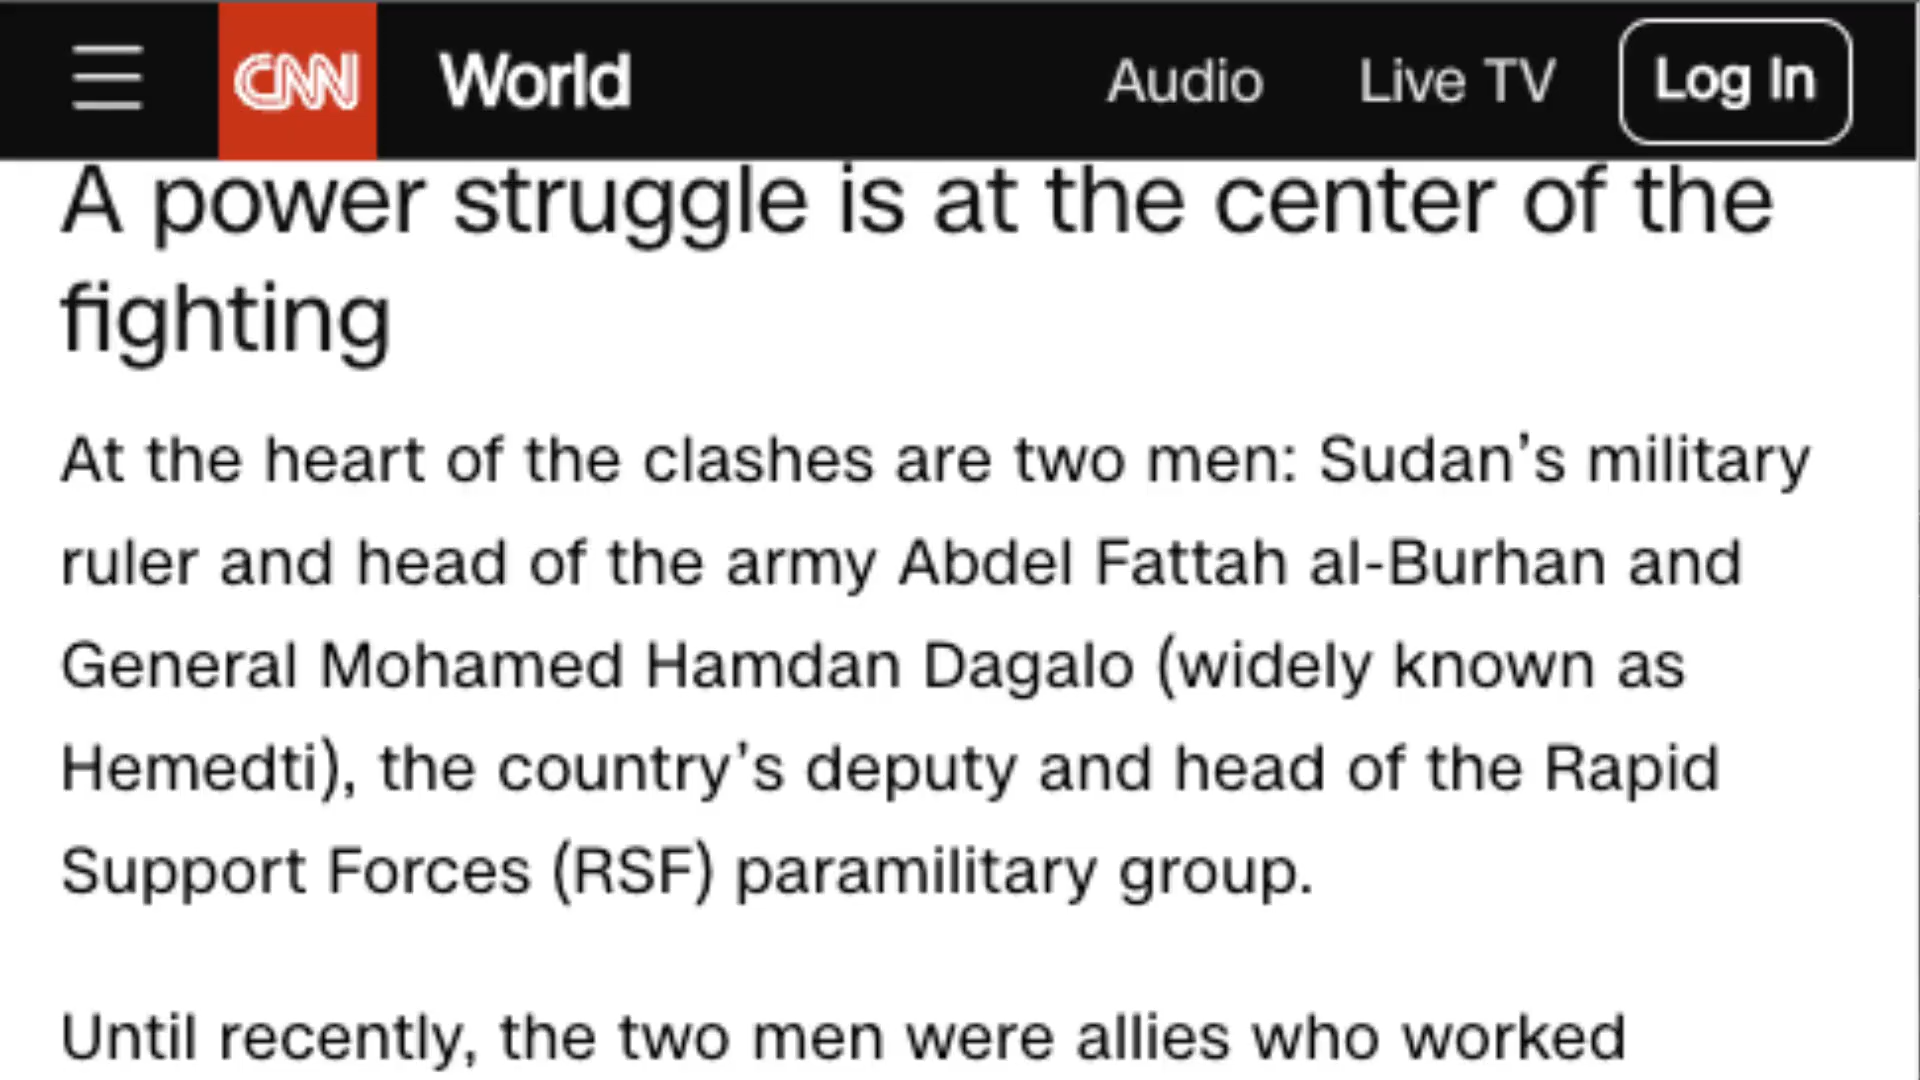 CNN World Audio Live TV Log In
A power struggle is at the center of the
fighting
At the heart of the clashes are two men: Sudan’s military
ruler and head of the army Abdel Fattah al-Burhan and
General Mohamed Hamdan Dagalo (widely known as
Hemedti), the country’s deputy and head of the Rapid
Support Forces (RSF) paramilitary group.
Until recently, the two men were allies who worked